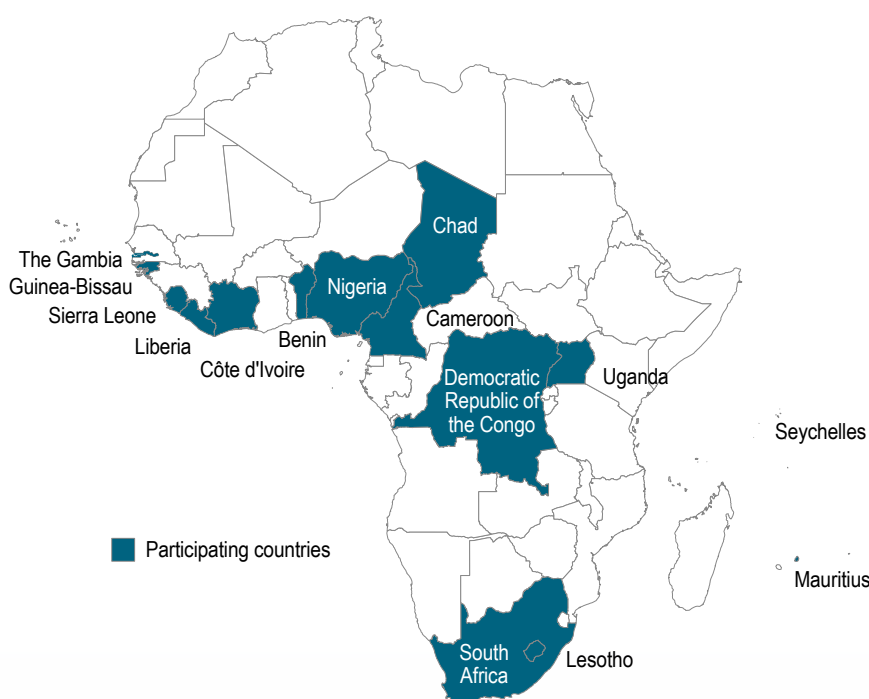 Chad
The Gambia
Guinea-Bissau
Nigeria
Sierra Leone
Cameroon
Benin
Liberia
Côte d'Ivoire
Democratic
Republic of
the Congo
Uganda
Seychelles
Participating countries
Mauritius
South
Africa
Lesotho